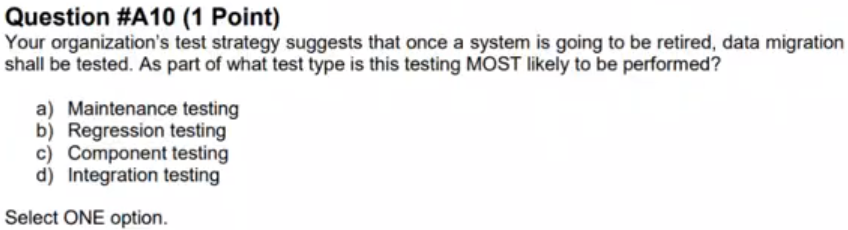 Question #A10 (1 Point)
Your organization's test strategy suggests that once a system is going to be retired, data migration
shall be tested. As part of what test type is this testing MOST likely to be performed?
a) Maintenance testing
b) Regression testing
c) Component testing
d) Integration testing
Select ONE option.